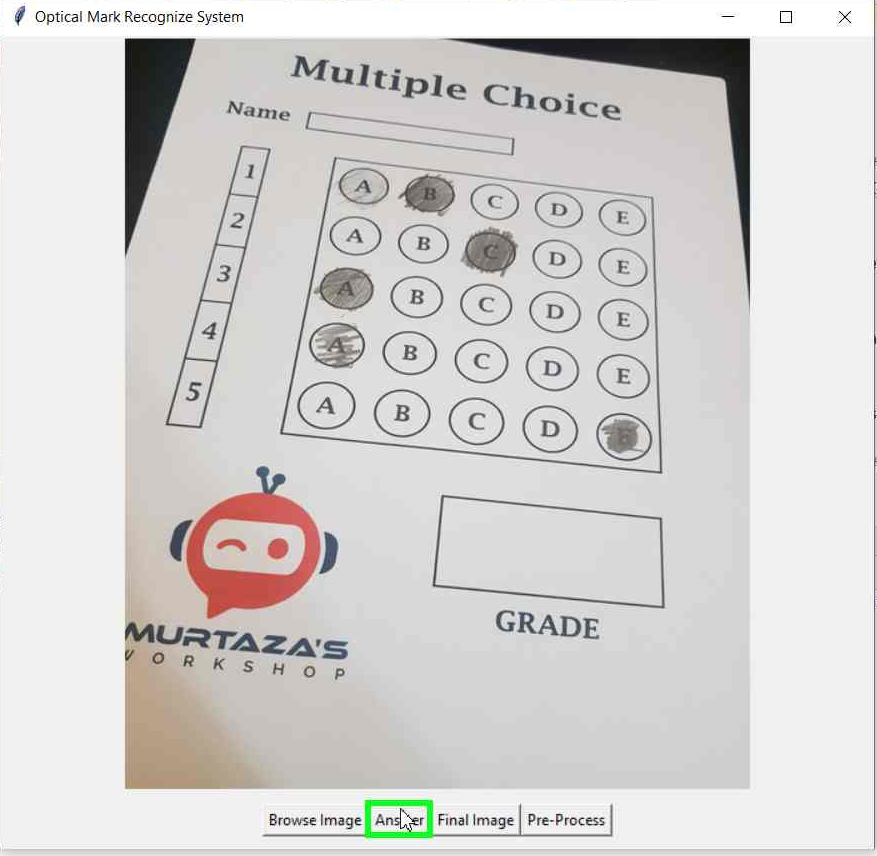 Optical Mark Recognize System
Multiple Choice
Name
1 A B C D E
2 A B C D E
3 A B C D E
4 A B C D E
5 A B C D E
GRADE
MURTAZA'S
WORKSHOP
Browse Image Answer Final Image Pre-Process